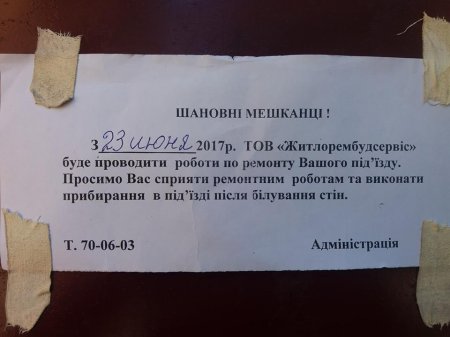 ШАНОВНІ МЕШКАНЦІ !
З 23 июня 2017р. ТОВ «Житлорембудсервіс»
буде проводити роботи по ремонту Вашого під’їзду.
Просимо Вас сприяти ремонтним роботам та виконати
прибирання в під’їзді після білування стін.
Т. 70-06-03 Адміністрація